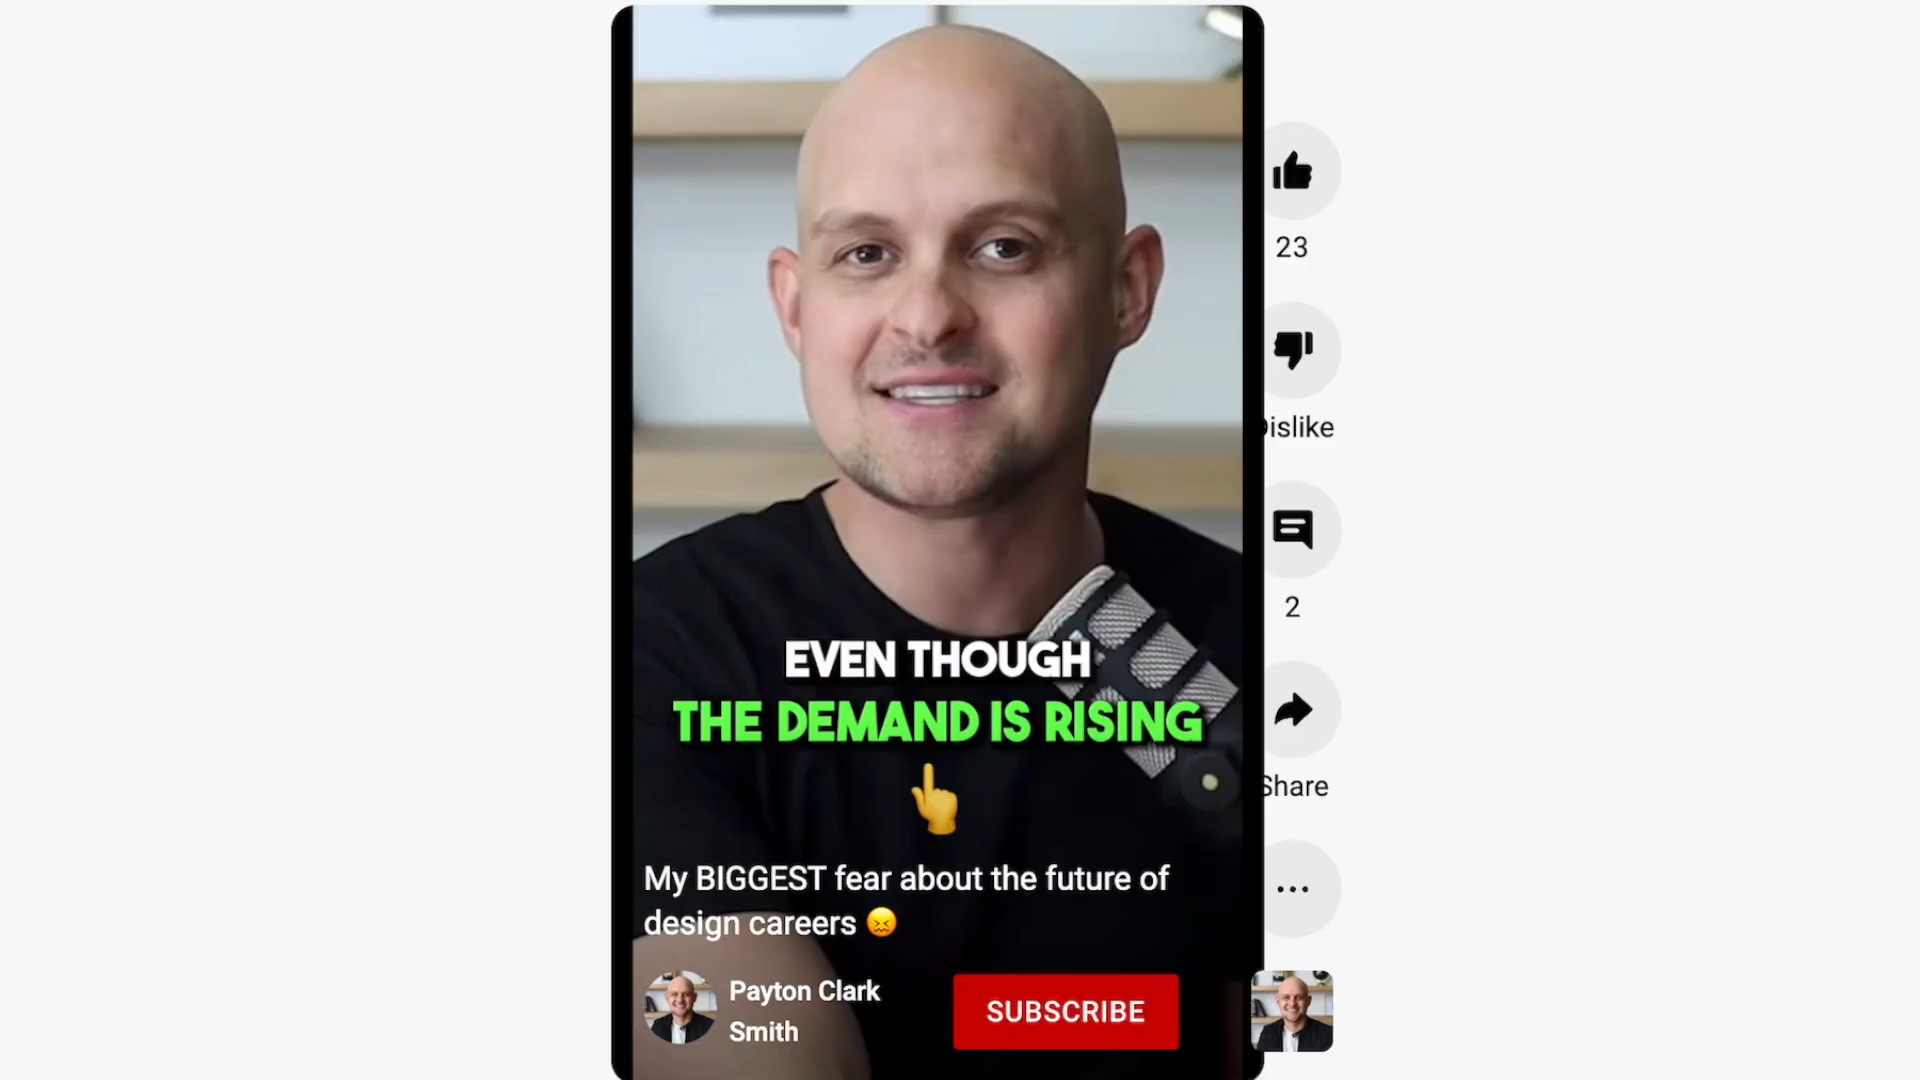 EVEN THOUGH
THE DEMAND IS RISING
My BIGGEST fear about the future of
design careers
Payton Clark
Smith
SUBSCRIBE
23
Dislike
2
Share